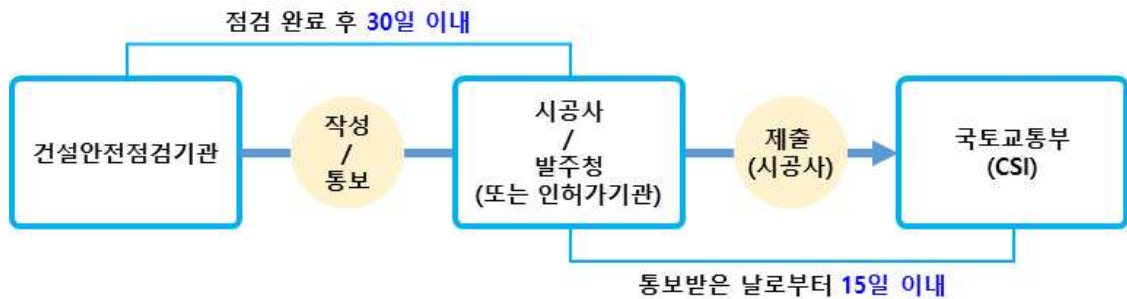 점검 완료 후 30일 이내
건설안전점검기관
작성
/
통보
시공사
/
발주청
(또는 인허가기관)
제출
(시공사)
국토교통부
(CSI)
통보받은 날로부터 15일 이내